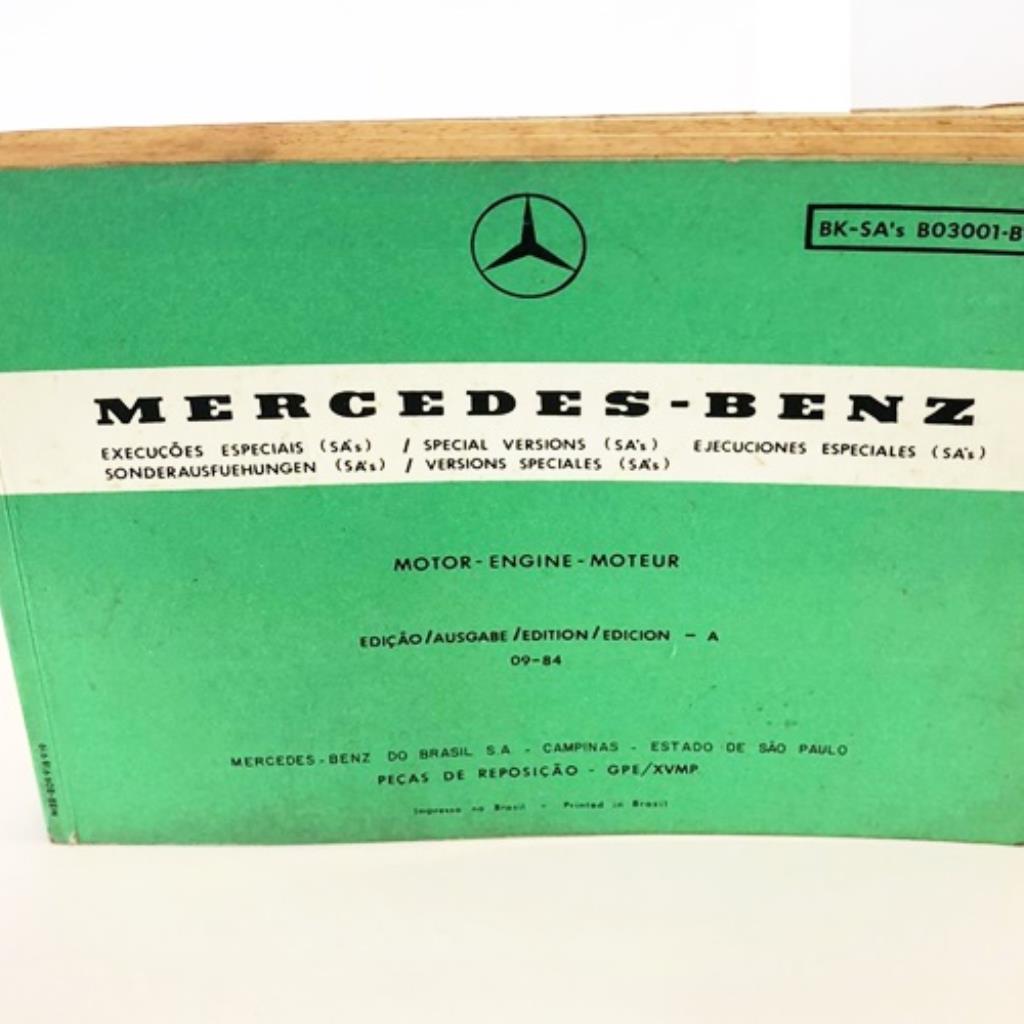 BK-SA's B03001-B
MERCEDES-BENZ
EXECUÇÕES ESPECIAIS (SA's) / SPECIAL VERSIONS (SA's) EJECUCIONES ESPECIALES (SA's)
SONDERAUSFUEHUNGEN (SA's) / VERSIONS SPECIALES (SA's)
MOTOR - ENGINE - MOTEUR
EDIÇÃO/AUSGABE/EDITION/EDICION - A
09-84
MERCEDES-BENZ DO BRASIL S.A - CAMPINAS - ESTADO DE SÃO PAULO
PEÇAS DE REPOSIÇÃO - GPE/XVMP
Impresso no Brasil - Printed in Brasil